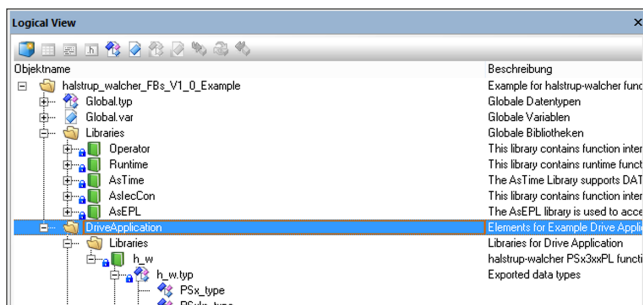 Logical View
Objektname Beschreibung
halstrup_walcher_FBs_V1_0_Example Example for halstrup-walcher func
Global.typ Globale Datentypen
Global.var Globale Variablen
Libraries Globale Bibliotheken
Operator This library contains function inter
Runtime This library contains runtime funct
AsTime The AsTime Library supports DAT
AsIecCon This library contains function inter
AsEPL The AsEPL library is used to acce
DriveApplication Elements for Example Drive Appli
Libraries Libraries for Drive Application
h_w halstrup-walcher PSx3xxPL functi
h_w.typ Exported data types
PSx_type